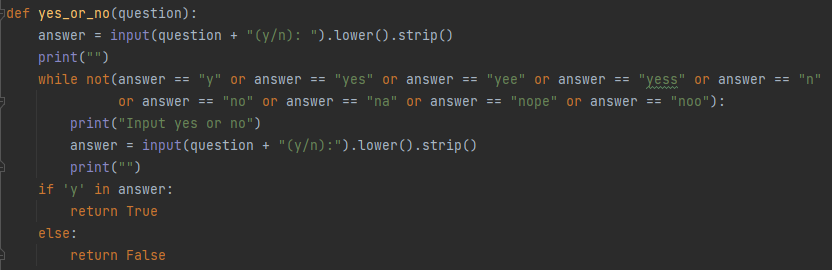 def yes_or_no(question):
    answer = input(question + "(y/n): ").lower().strip()
    print("")
    while not(answer == "y" or answer == "yes" or answer == "yee" or answer == "yess" or answer == "n"
              or answer == "no" or answer == "na" or answer == "nope" or answer == "noo"):
        print("Input yes or no")
        answer = input(question + "(y/n):").lower().strip()
        print("")
    if 'y' in answer:
        return True
    else:
        return False